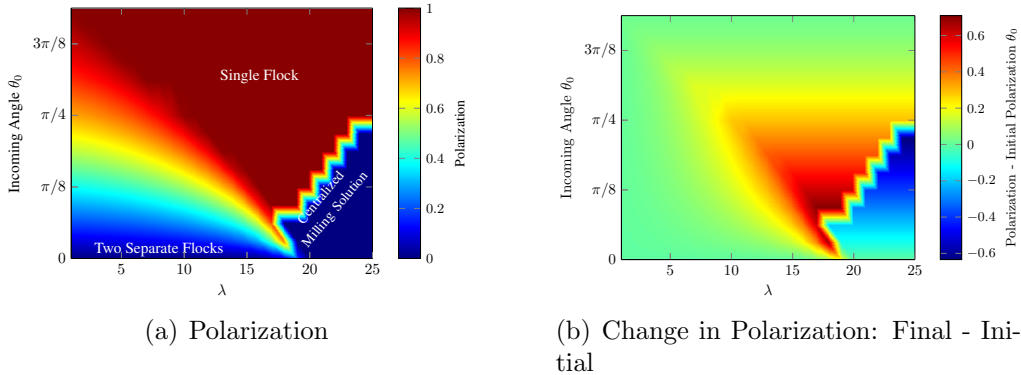 3π/8
π/4
π/8
0
Incoming Angle θ₀
5
10
15
20
25
λ
Single Flock
Two Separate Flocks
Centralized
Milling Solution
1
0.8
0.6
0.4
0.2
0
Polarization
(a) Polarization
3π/8
π/4
π/8
0
Incoming Angle θ₀
5
10
15
20
25
λ
0.6
0.4
0.2
0
−0.2
−0.4
−0.6
Polarization - Initial Polarization θ₀
(b) Change in Polarization: Final - Ini-
tial